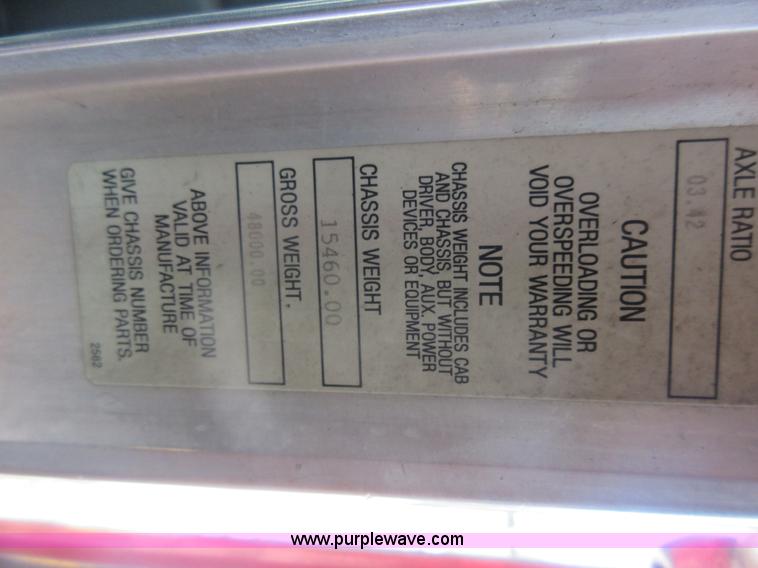 AXLE RATIO
03.42
CAUTION
OVERLOADING OR
OVERSPEEDING WILL
VOID YOUR WARRANTY
NOTE
CHASSIS WEIGHT INCLUDES CAB
AND CHASSIS, BUT WITHOUT
DRIVER, BODY, AUX. POWER
DEVICES OR EQUIPMENT
CHASSIS WEIGHT
15460.00
GROSS WEIGHT.
48000.00
ABOVE INFORMATION
VALID AT TIME OF
MANUFACTURE
GIVE CHASSIS NUMBER
WHEN ORDERING PARTS.
2562
www.purplewave.com